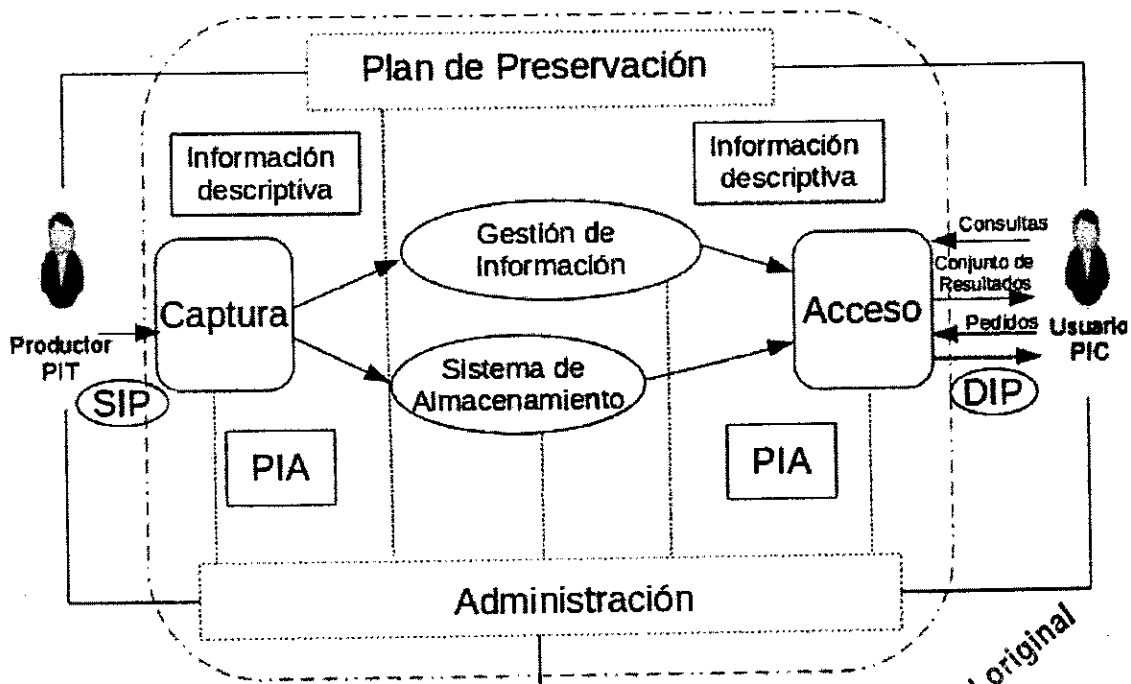 Plan de Preservación
Información
descriptiva
Información
descriptiva
Gestión de
Información
Consultas
Conjunto de
Resultados
Captura
Acceso
Pedidos
Productor
PIT
Usuario
PIC
SIP
Sistema de
Almacenamiento
DIP
PIA
PIA
Administración
original